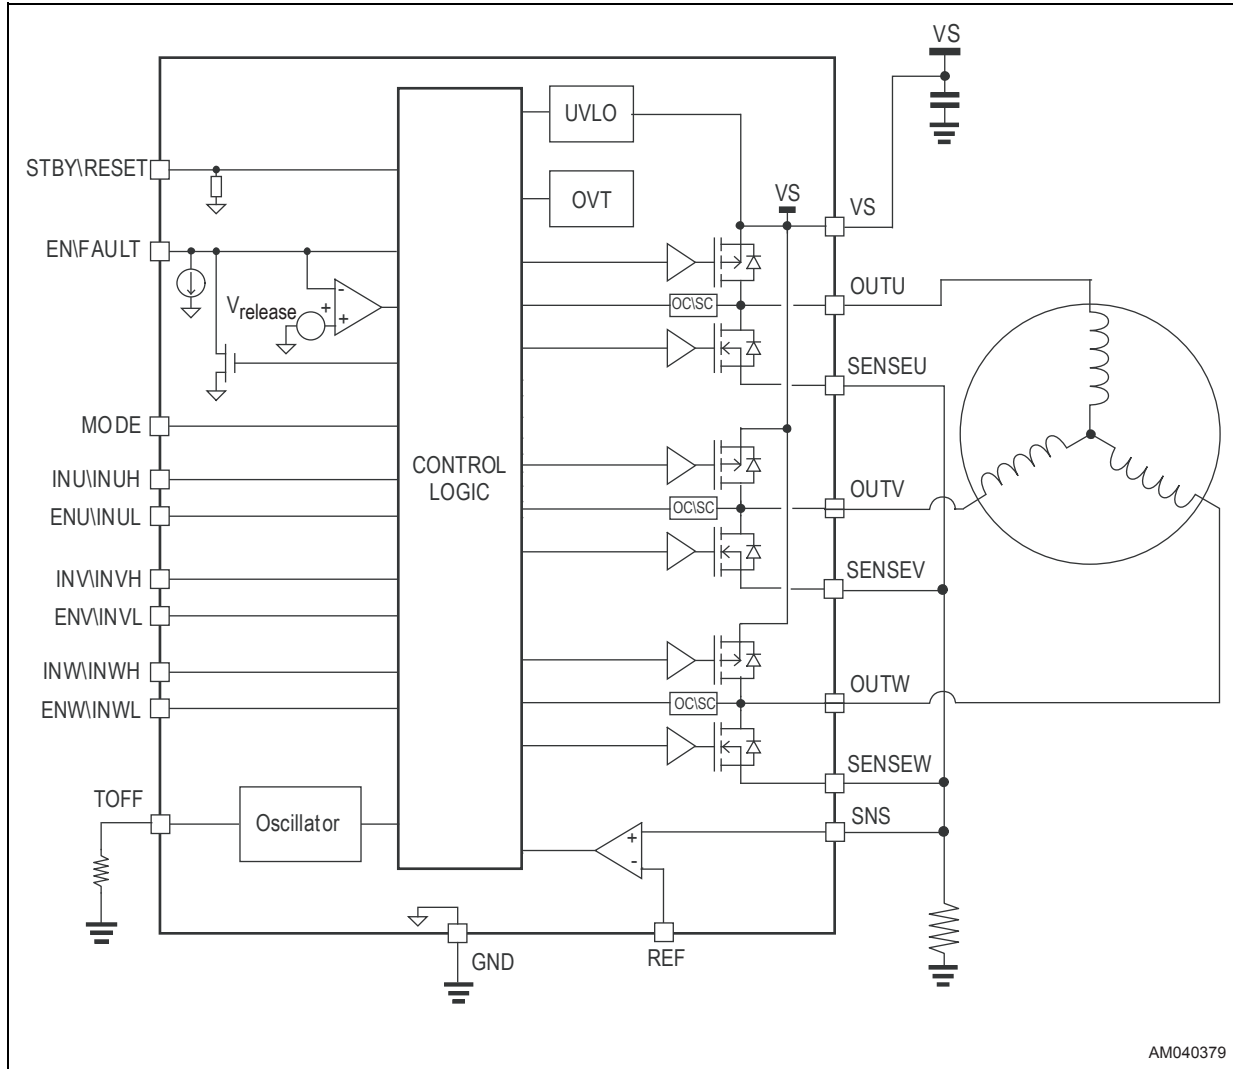 VS
UVLO
STBY\RESET
OVT
VS
VS
EN\FAULT
OUTU
OC\SC
Vrelease
-
+
+
SENSEU
MODE
CONTROL
LOGIC
INU\INUH
OUTV
OC\SC
ENU\INUL
INV\INVH
SENSEV
ENV\INVL
INW\INWH
OUTW
OC\SC
ENW\INWL
SENSEW
TOFF
SNS
Oscillator
+
-
GND
REF
AM040379